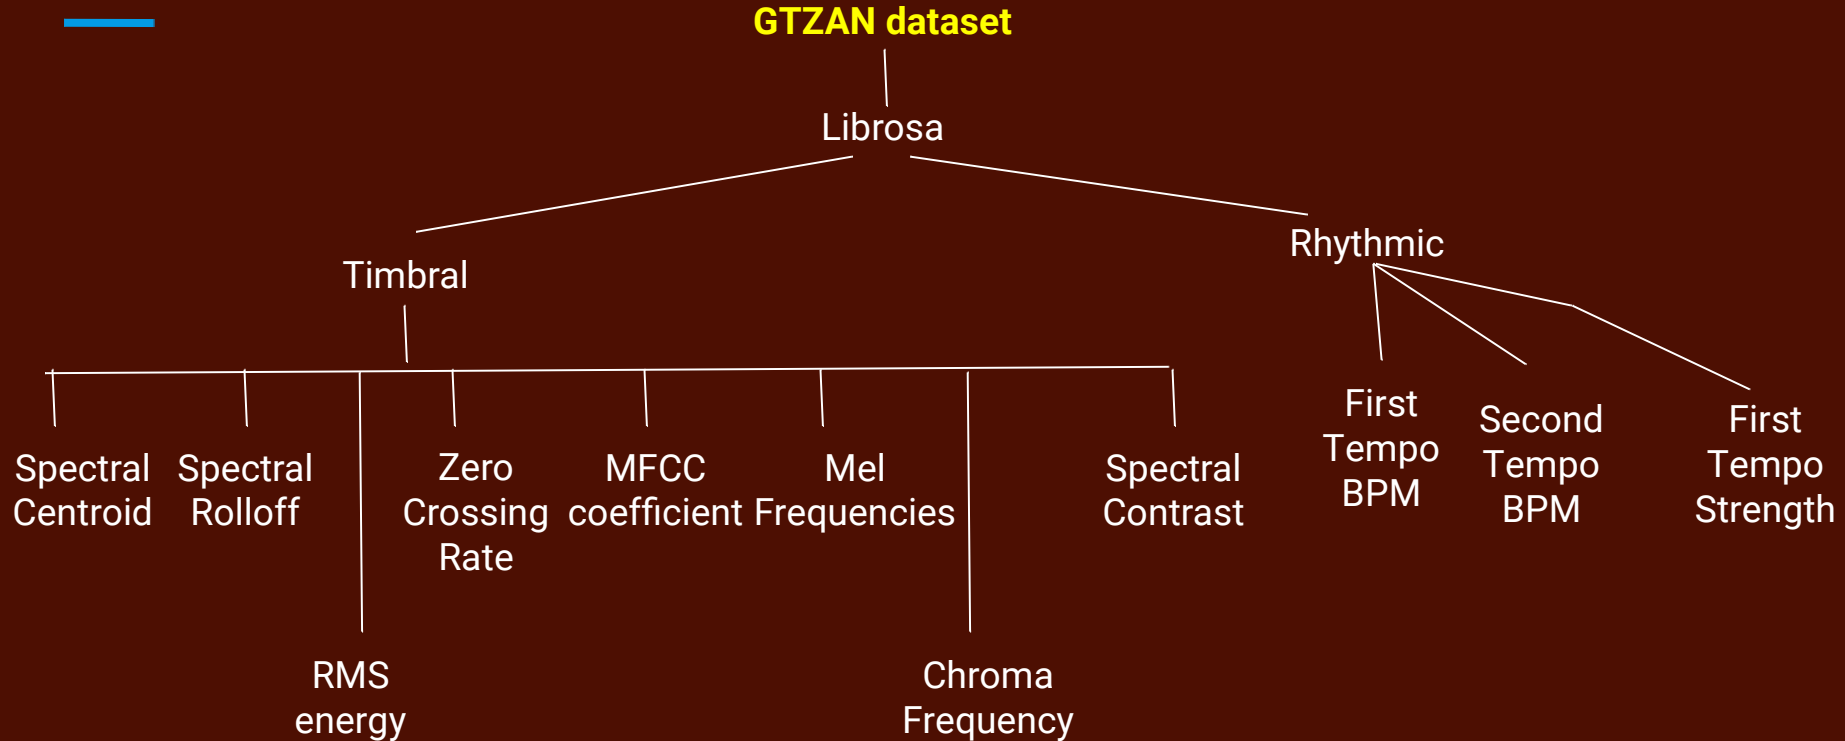 GTZAN dataset
Librosa
Timbral
Rhythmic
Spectral
Centroid
Spectral
Rolloff
RMS
energy
Zero
Crossing
Rate
MFCC
coefficient
Mel
Frequencies
Chroma
Frequency
Spectral
Contrast
First
Tempo
BPM
Second
Tempo
BPM
First
Tempo
Strength